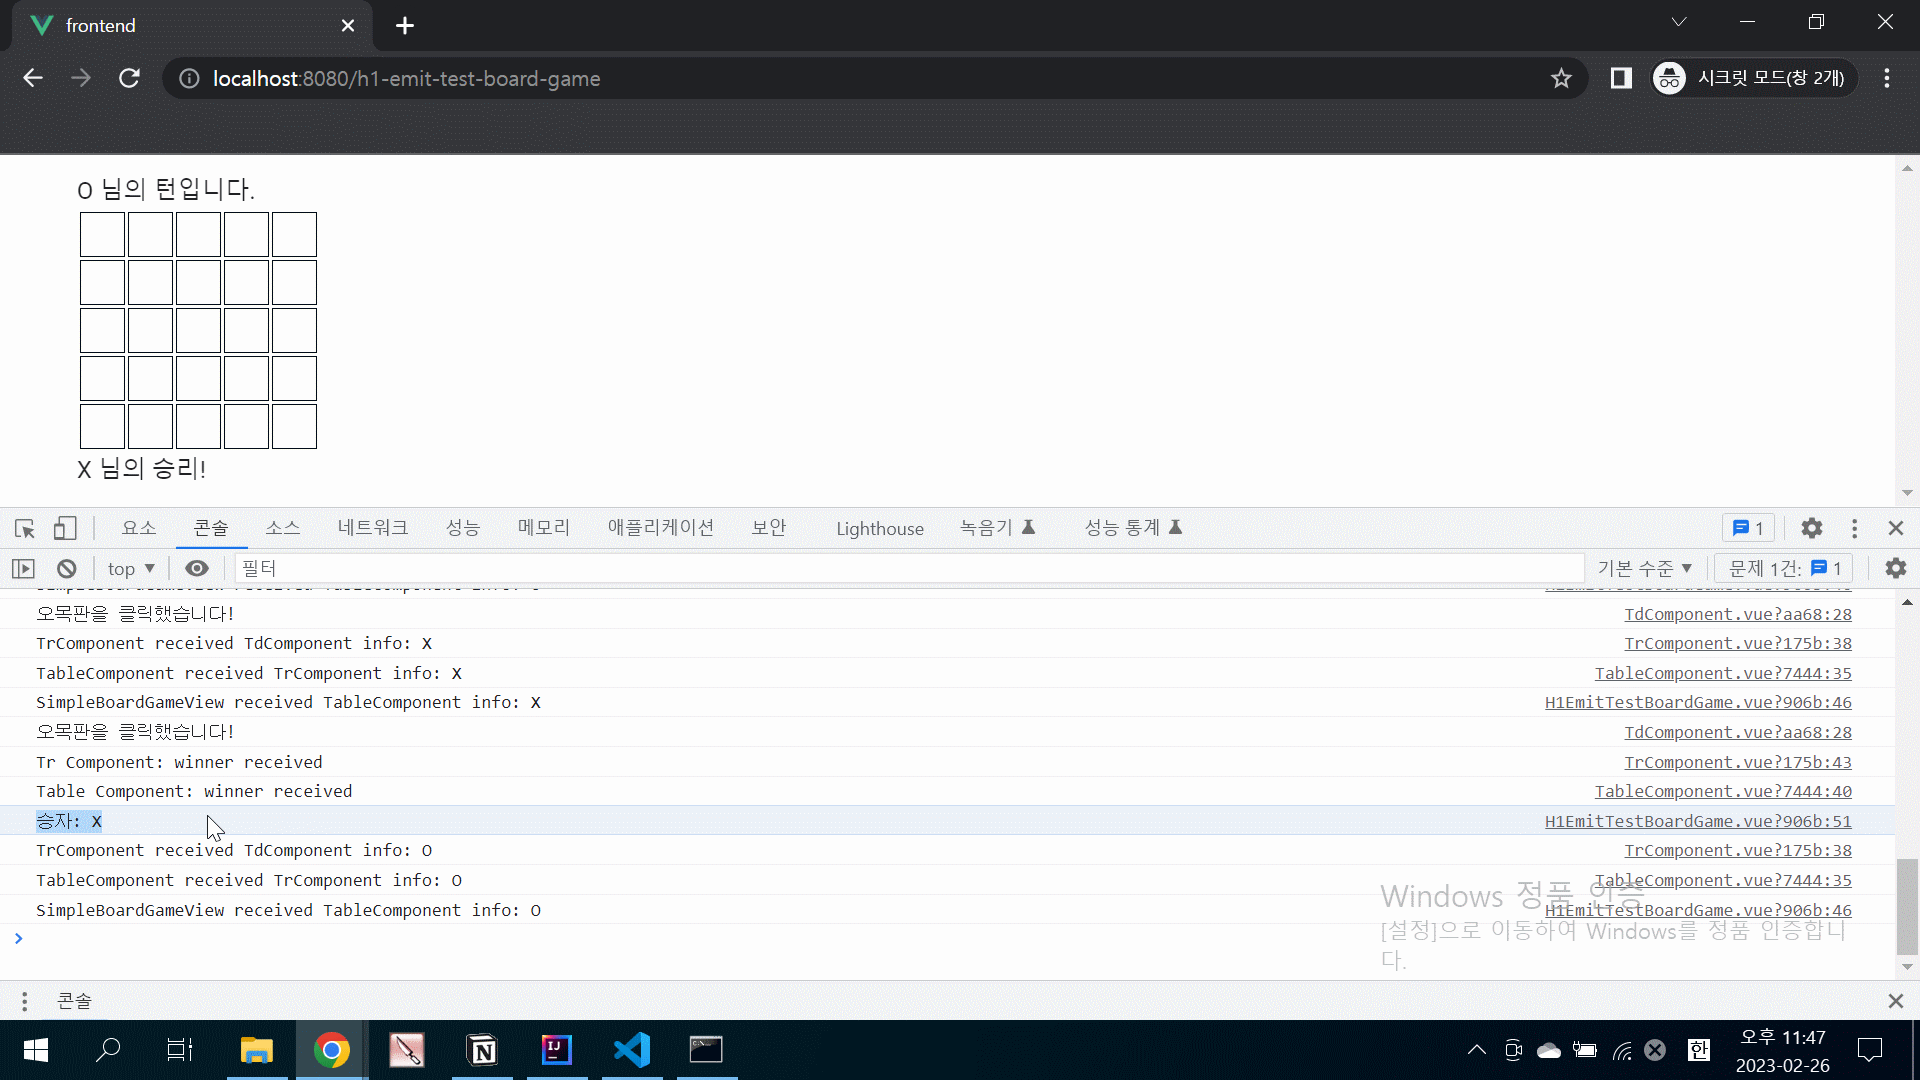 frontend
localhost:8080/h1-emit-test-board-game
시크릿 모드(창 2개)
O 님의 턴입니다.
X 님의 승리!
요소 콘솔 소스 네트워크 성능 메모리 애플리케이션 보안 Lighthouse 녹음기 성능 통계 1
top 필터 기본 수준 문제 1건: 1
오목판을 클릭했습니다! TdComponent.vue?aa68:28
TrComponent received TdComponent info: X TrComponent.vue?175b:38
TableComponent received TrComponent info: X TableComponent.vue?7444:35
SimpleBoardGameView received TableComponent info: X H1EmitTestBoardGame.vue?906b:46
오목판을 클릭했습니다! TdComponent.vue?aa68:28
Tr Component: winner received TrComponent.vue?175b:43
Table Component: winner received TableComponent.vue?7444:40
승자: X H1EmitTestBoardGame.vue?906b:51
TrComponent received TdComponent info: O TrComponent.vue?175b:38
TableComponent received TrComponent info: O TableComponent.vue?7444:35
SimpleBoardGameView received TableComponent info: O H1EmitTestBoardGame.vue?906b:46
Windows 정품 인증
[설정]으로 이동하여 Windows를 정품 인증합니
다.
콘솔
한
오후 11:47
2023-02-26